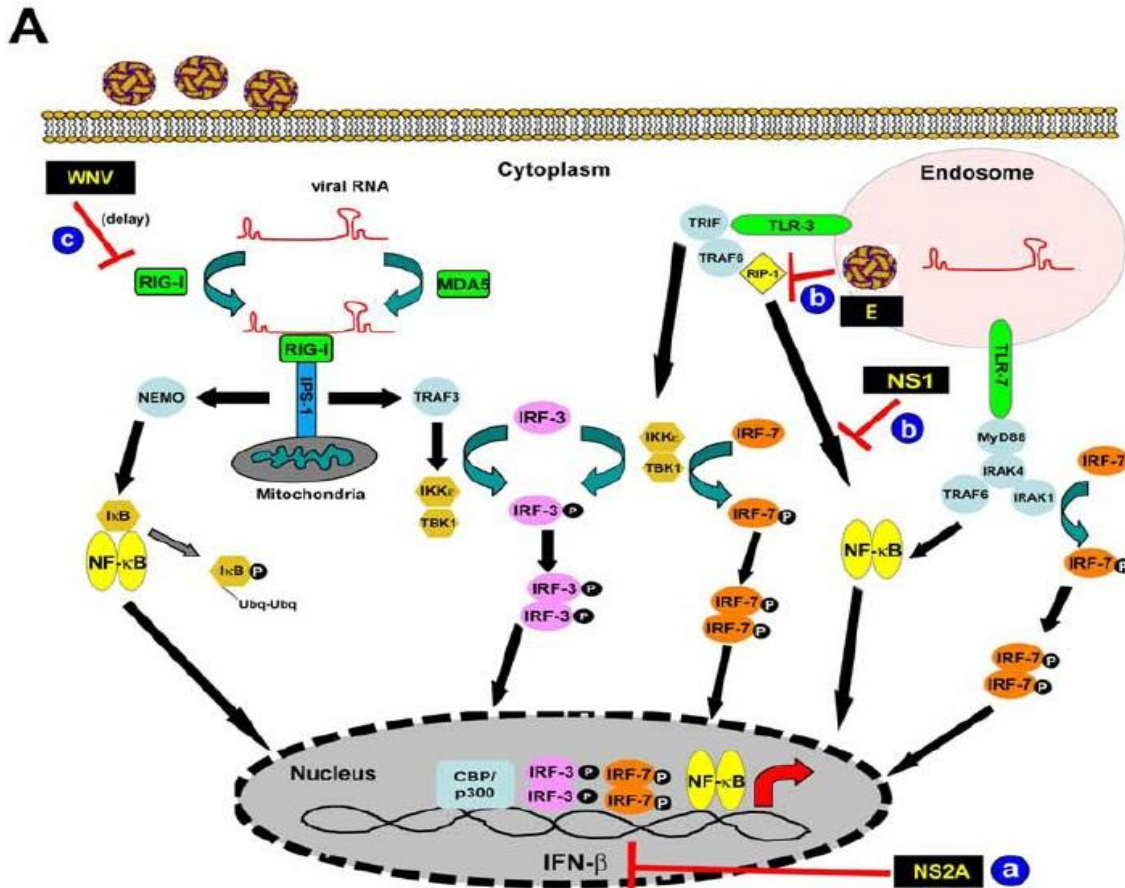 A
Cytoplasm
Endosome
WNV
(delay)
c
viral RNA
RIG-I
MDA5
RIG-I
IPS-1
Mitochondria
NEMO
TRAF3
IκB
NF-κB
IκB P
Ubq-Ubq
IKKε
TBK1
IRF-3
IRF-3 P
IRF-3 P
IRF-3 P
TRIF
TLR-3
TRAF6
RIP-1
b
E
NS1
b
IKKε
TBK1
IRF-7
IRF-7 P
IRF-7 P
IRF-7 P
NF-κB
TLR-7
MyD88
IRAK4
TRAF6
IRAK1
IRF-7
IRF-7 P
IRF-7 P
IRF-7 P
Nucleus
CBP/
p300
IRF-3 P
IRF-3 P
IRF-7 P
IRF-7 P
NF-κB
IFN-β
NS2A
a